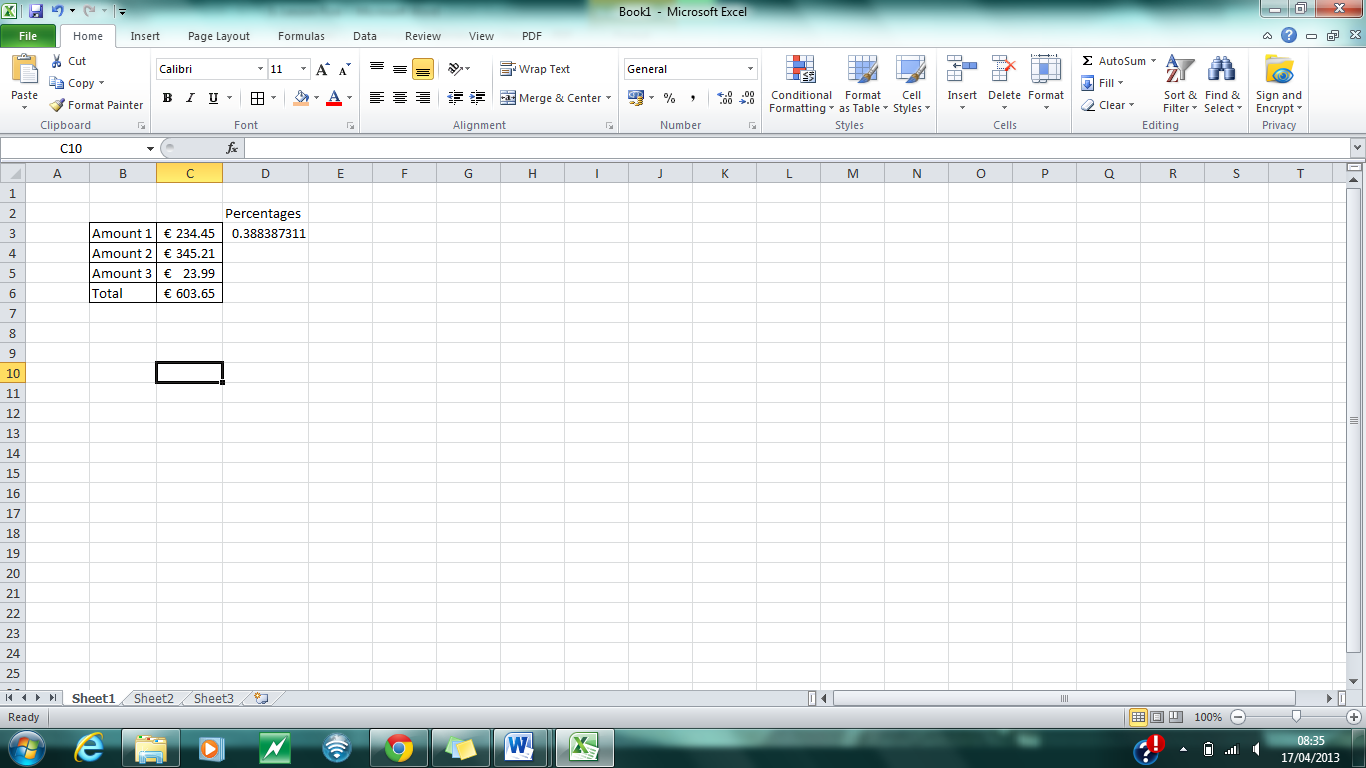 Book1 - Microsoft Excel
File Home Insert Page Layout Formulas Data Review View PDF
Paste
Cut
Copy
Format Painter
Clipboard
Calibri 11
B I U
Font
Wrap Text
Merge & Center
Alignment
General
%
Number
Conditional Formatting
Format as Table
Cell Styles
Styles
Insert
Delete
Format
Cells
AutoSum
Fill
Clear
Sort & Filter
Find & Select
Editing
Sign and Encrypt
Privacy
C10 fx
A B C D E F G H I J K L M N O P Q R S T
1
2 Percentages
3 Amount 1 € 234.45 0.388387311
4 Amount 2 € 345.21
5 Amount 3 € 23.99
6 Total € 603.65
7
8
9
10
11
12
13
14
15
16
17
18
19
20
21
22
23
24
25
Sheet1 Sheet2 Sheet3
Ready 100%
08:35
17/04/2013